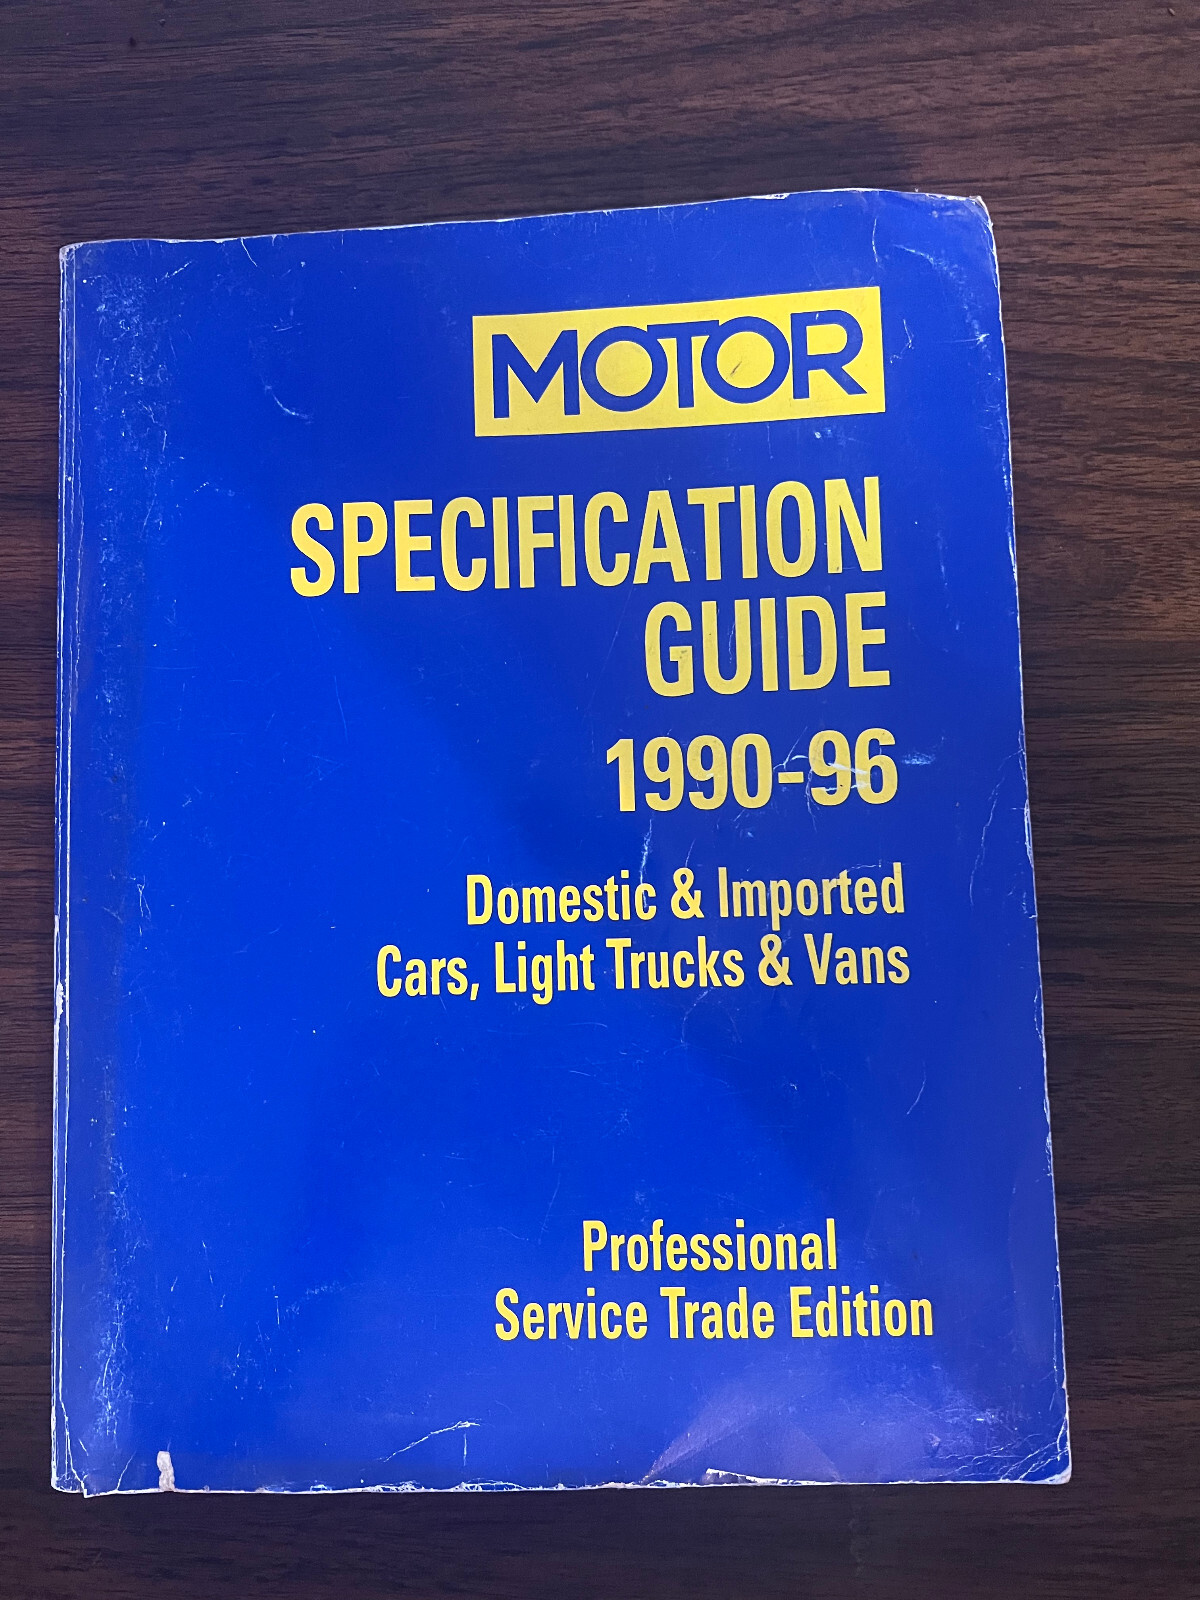 MOTOR
SPECIFICATION
GUIDE
1990-96
Domestic & Imported
Cars, Light Trucks & Vans
Professional
Service Trade Edition